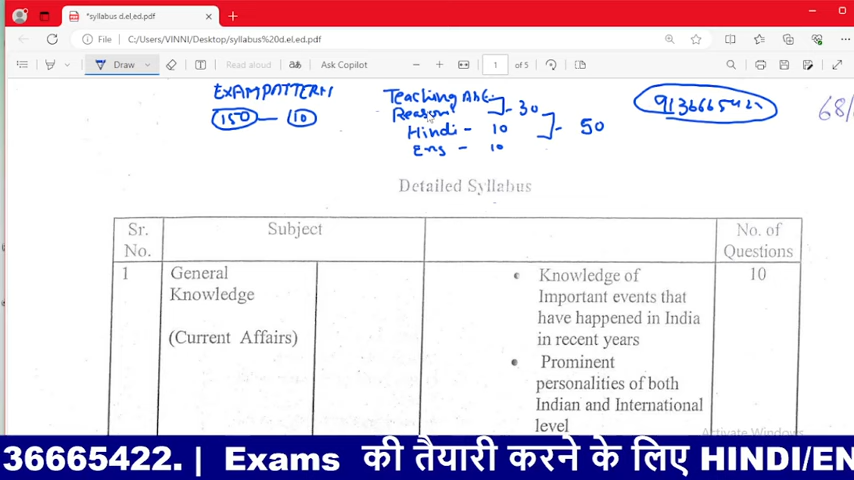 *syllabus d.el.ed.pdf
File | C:/Users/VINNI/Desktop/syllabus%20d.el.ed.pdf
Draw
Read aloud
Ask Copilot
1 of 5
EXAM PATTERN
150 — 10
Teaching
Reason
- 30
Hindi - 10
Eng - 10
- 50
68/
Detailed Syllabus
Sr. No.
Subject
No. of Questions
1
General
Knowledge
(Current Affairs)
• Knowledge of
Important events that
have happened in India
in recent years
• Prominent
personalities of both
Indian and International
level
10
Activate Windows
36665422. | Exams की तैयारी करने के लिए HINDI/EN